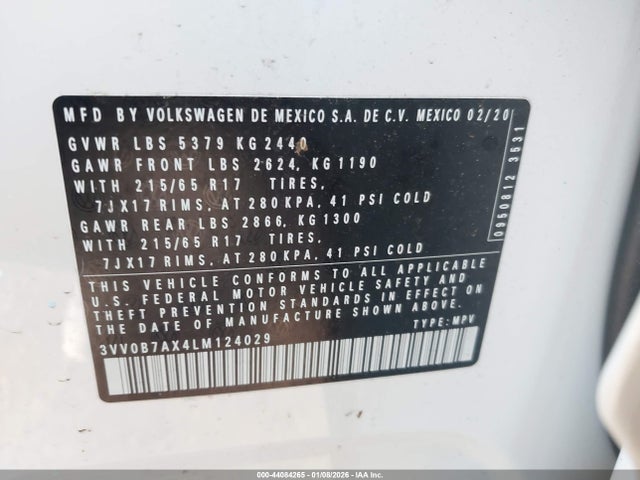 MFD BY VOLKSWAGEN DE MEXICO S.A. DE C.V. MEXICO 02/20
GVWR LBS 5379 KG 2440
GAWR FRONT LBS 2624, KG 1190
WITH 215/65 R17 TIRES,
7JX17 RIMS, AT 280 KPA, 41 PSI COLD
GAWR REAR LBS 2866, KG 1300
WITH 215/65 R17 TIRES,
7JX17 RIMS, AT 280 KPA, 41 PSI COLD
THIS VEHICLE CONFORMS TO ALL APPLICABLE
U.S. FEDERAL MOTOR VEHICLE SAFETY AND
THEFT PREVENTION STANDARDS IN EFFECT ON
THE DATE OF MANUFACTURE SHOWN ABOVE.
3VV0B7AX4LM124029 TYPE: MPV
0950812 3531
000-44084265 - 01/08/2026 - IAA Inc.